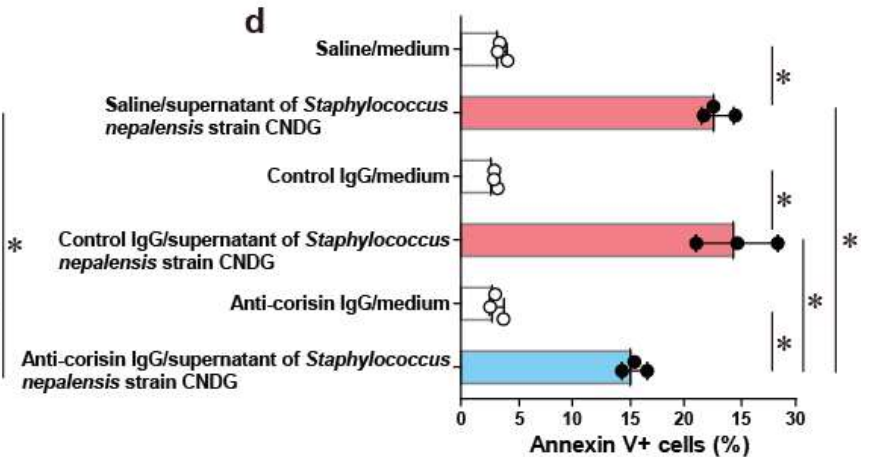 d
Saline/medium
*
Saline/supernatant of Staphylococcus
nepalensis strain CNDG
Control IgG/medium
*
*
Control IgG/supernatant of Staphylococcus
nepalensis strain CNDG
*
Anti-corisin IgG/medium
*
*
Anti-corisin IgG/supernatant of Staphylococcus
nepalensis strain CNDG
0 5 10 15 20 15 30
Annexin V+ cells (%)